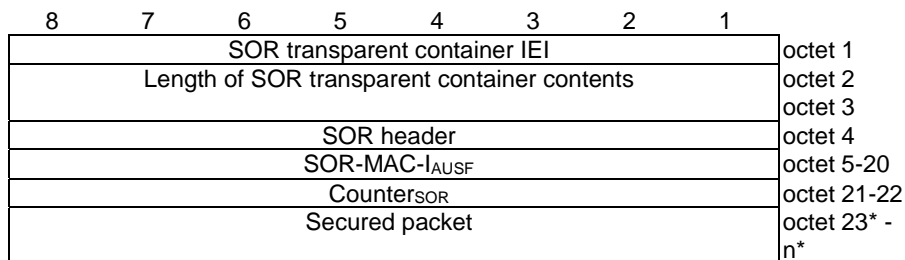 8 7 6 5 4 3 2 1
SOR transparent container IEI octet 1
Length of SOR transparent container contents octet 2
octet 3
SOR header octet 4
SOR-MAC-IAUSF octet 5-20
CounterSOR octet 21-22
Secured packet octet 23* -
n*